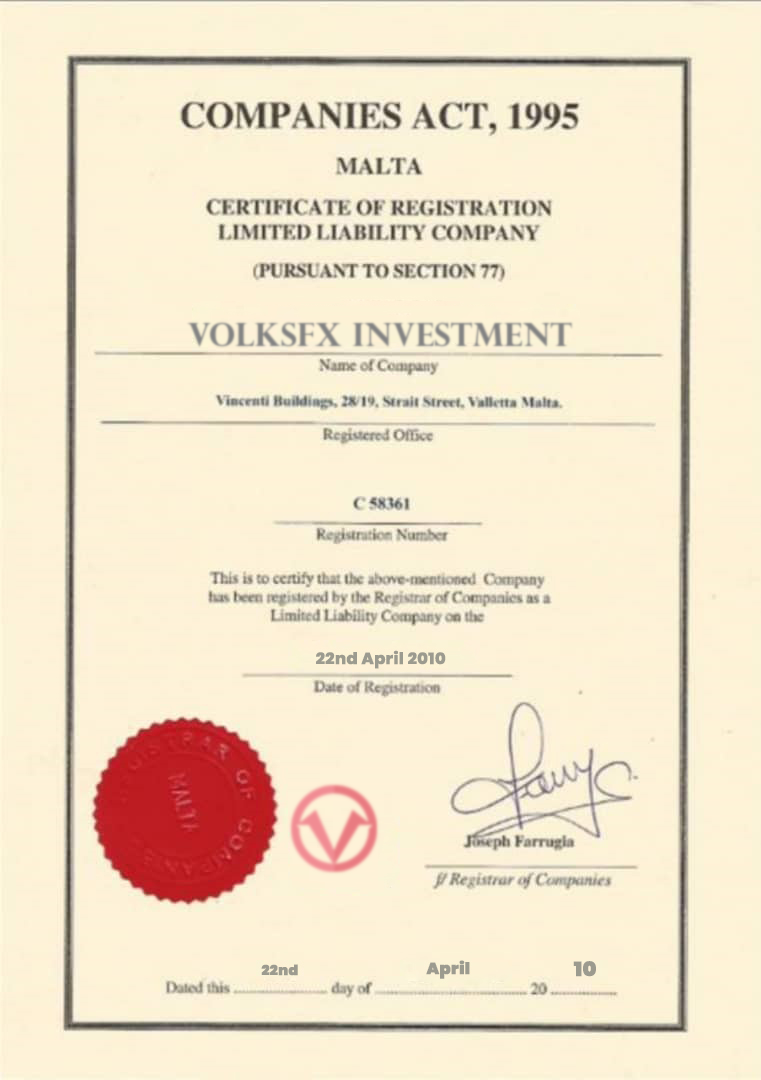 COMPANIES ACT, 1995
MALTA
CERTIFICATE OF REGISTRATION
LIMITED LIABILITY COMPANY
(PURSUANT TO SECTION 77)
VOLKSFX INVESTMENT
Name of Company
Vincenti Buildings, 28/19, Strait Street, Valletta Malta.
Registered Office
C 58361
Registration Number
This is to certify that the above-mentioned Company
has been registered by the Registrar of Companies as a
Limited Liability Company on the
22nd April 2010
Date of Registration
REGISTRAR OF COMPANIES
MALTA
Joseph Farrugia
f/ Registrar of Companies
Dated this 22nd day of April 20 10